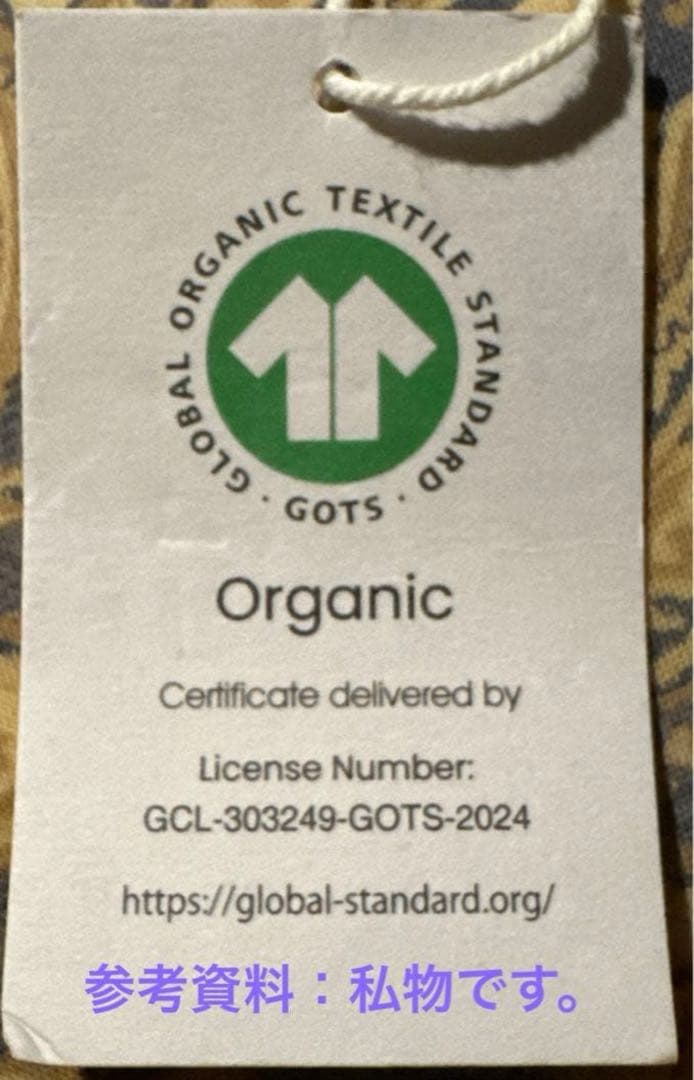 GLOBAL ORGANIC TEXTILE STANDARD · GOTS ·
Organic
Certificate delivered by
License Number:
GCL-303249-GOTS-2024
https://global-standard.org/
参考資料：私物です。